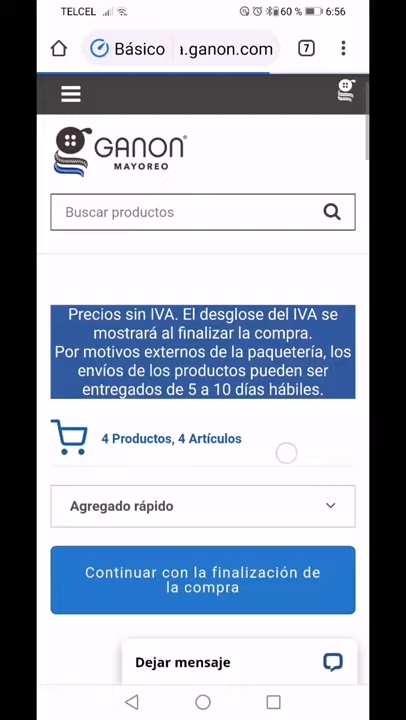 TELCEL 60 % 6:56
Básico a.ganon.com 7
GANON
MAYOREO
Buscar productos
Precios sin IVA. El desglose del IVA se
mostrará al finalizar la compra.
Por motivos externos de la paquetería, los
envíos de los productos pueden ser
entregados de 5 a 10 días hábiles.
4 Productos, 4 Artículos
Agregado rápido
Continuar con la finalización de
la compra
Dejar mensaje